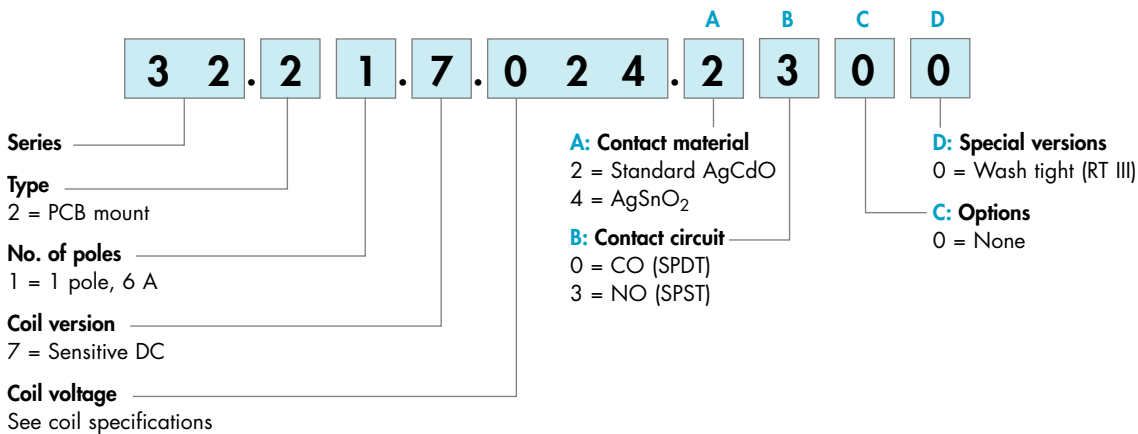 A B C D
3 2 . 2 1 . 7 . 0 2 4 . 2 3 0 0
Series
Type
2 = PCB mount
No. of poles
1 = 1 pole, 6 A
Coil version
7 = Sensitive DC
Coil voltage
See coil specifications
A: Contact material
2 = Standard AgCdO
4 = AgSnO2
B: Contact circuit
0 = CO (SPDT)
3 = NO (SPST)
D: Special versions
0 = Wash tight (RT III)
C: Options
0 = None